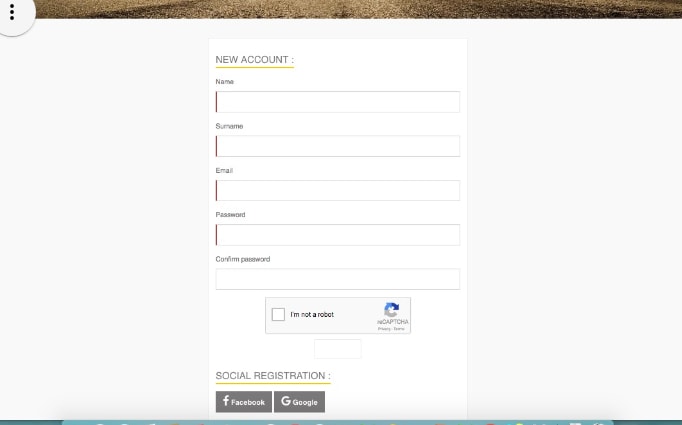 NEW ACCOUNT :
Name
Surname
Email
Password
Confirm password
I'm not a robot
reCAPTCHA
Privacy - Terms
SOCIAL REGISTRATION :
f Facebook
G Google